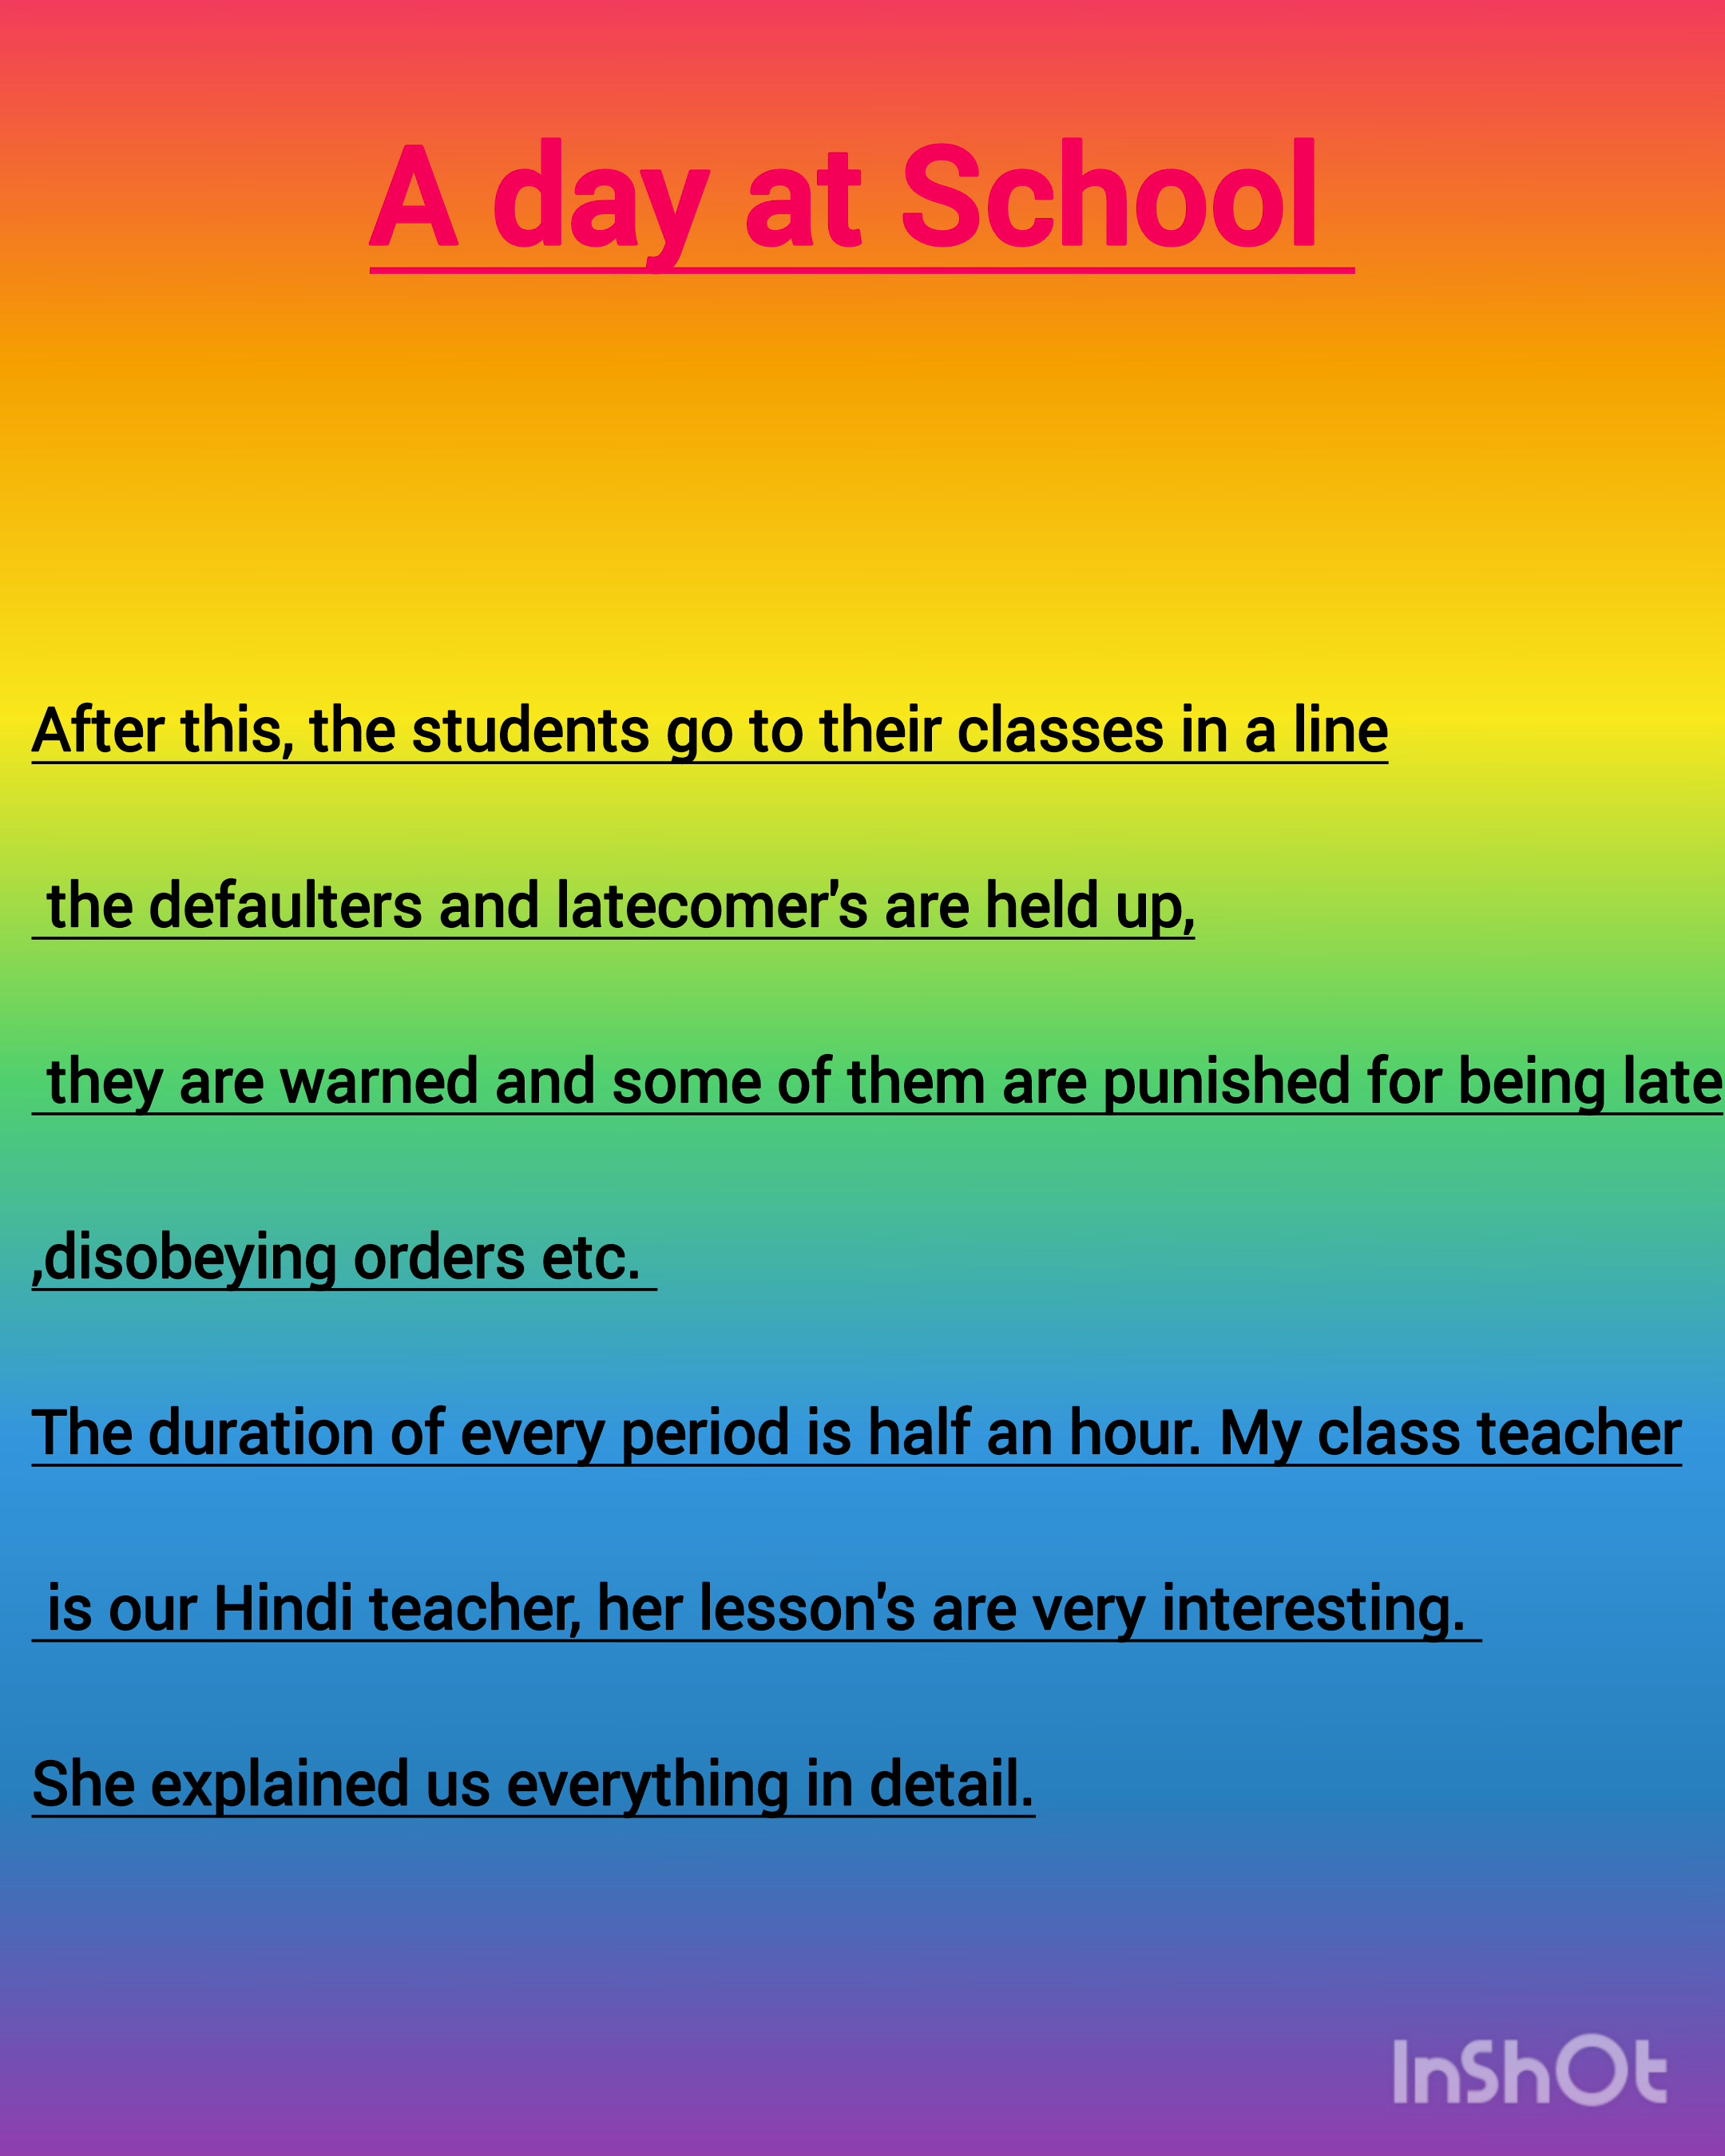 A day at School
After this, the students go to their classes in a line
the defaulters and latecomer's are held up,
they are warned and some of them are punished for being late
,disobeying orders etc.
The duration of every period is half an hour. My class teacher
is our Hindi teacher, her lesson's are very interesting.
She explained us everything in detail.
InShOt